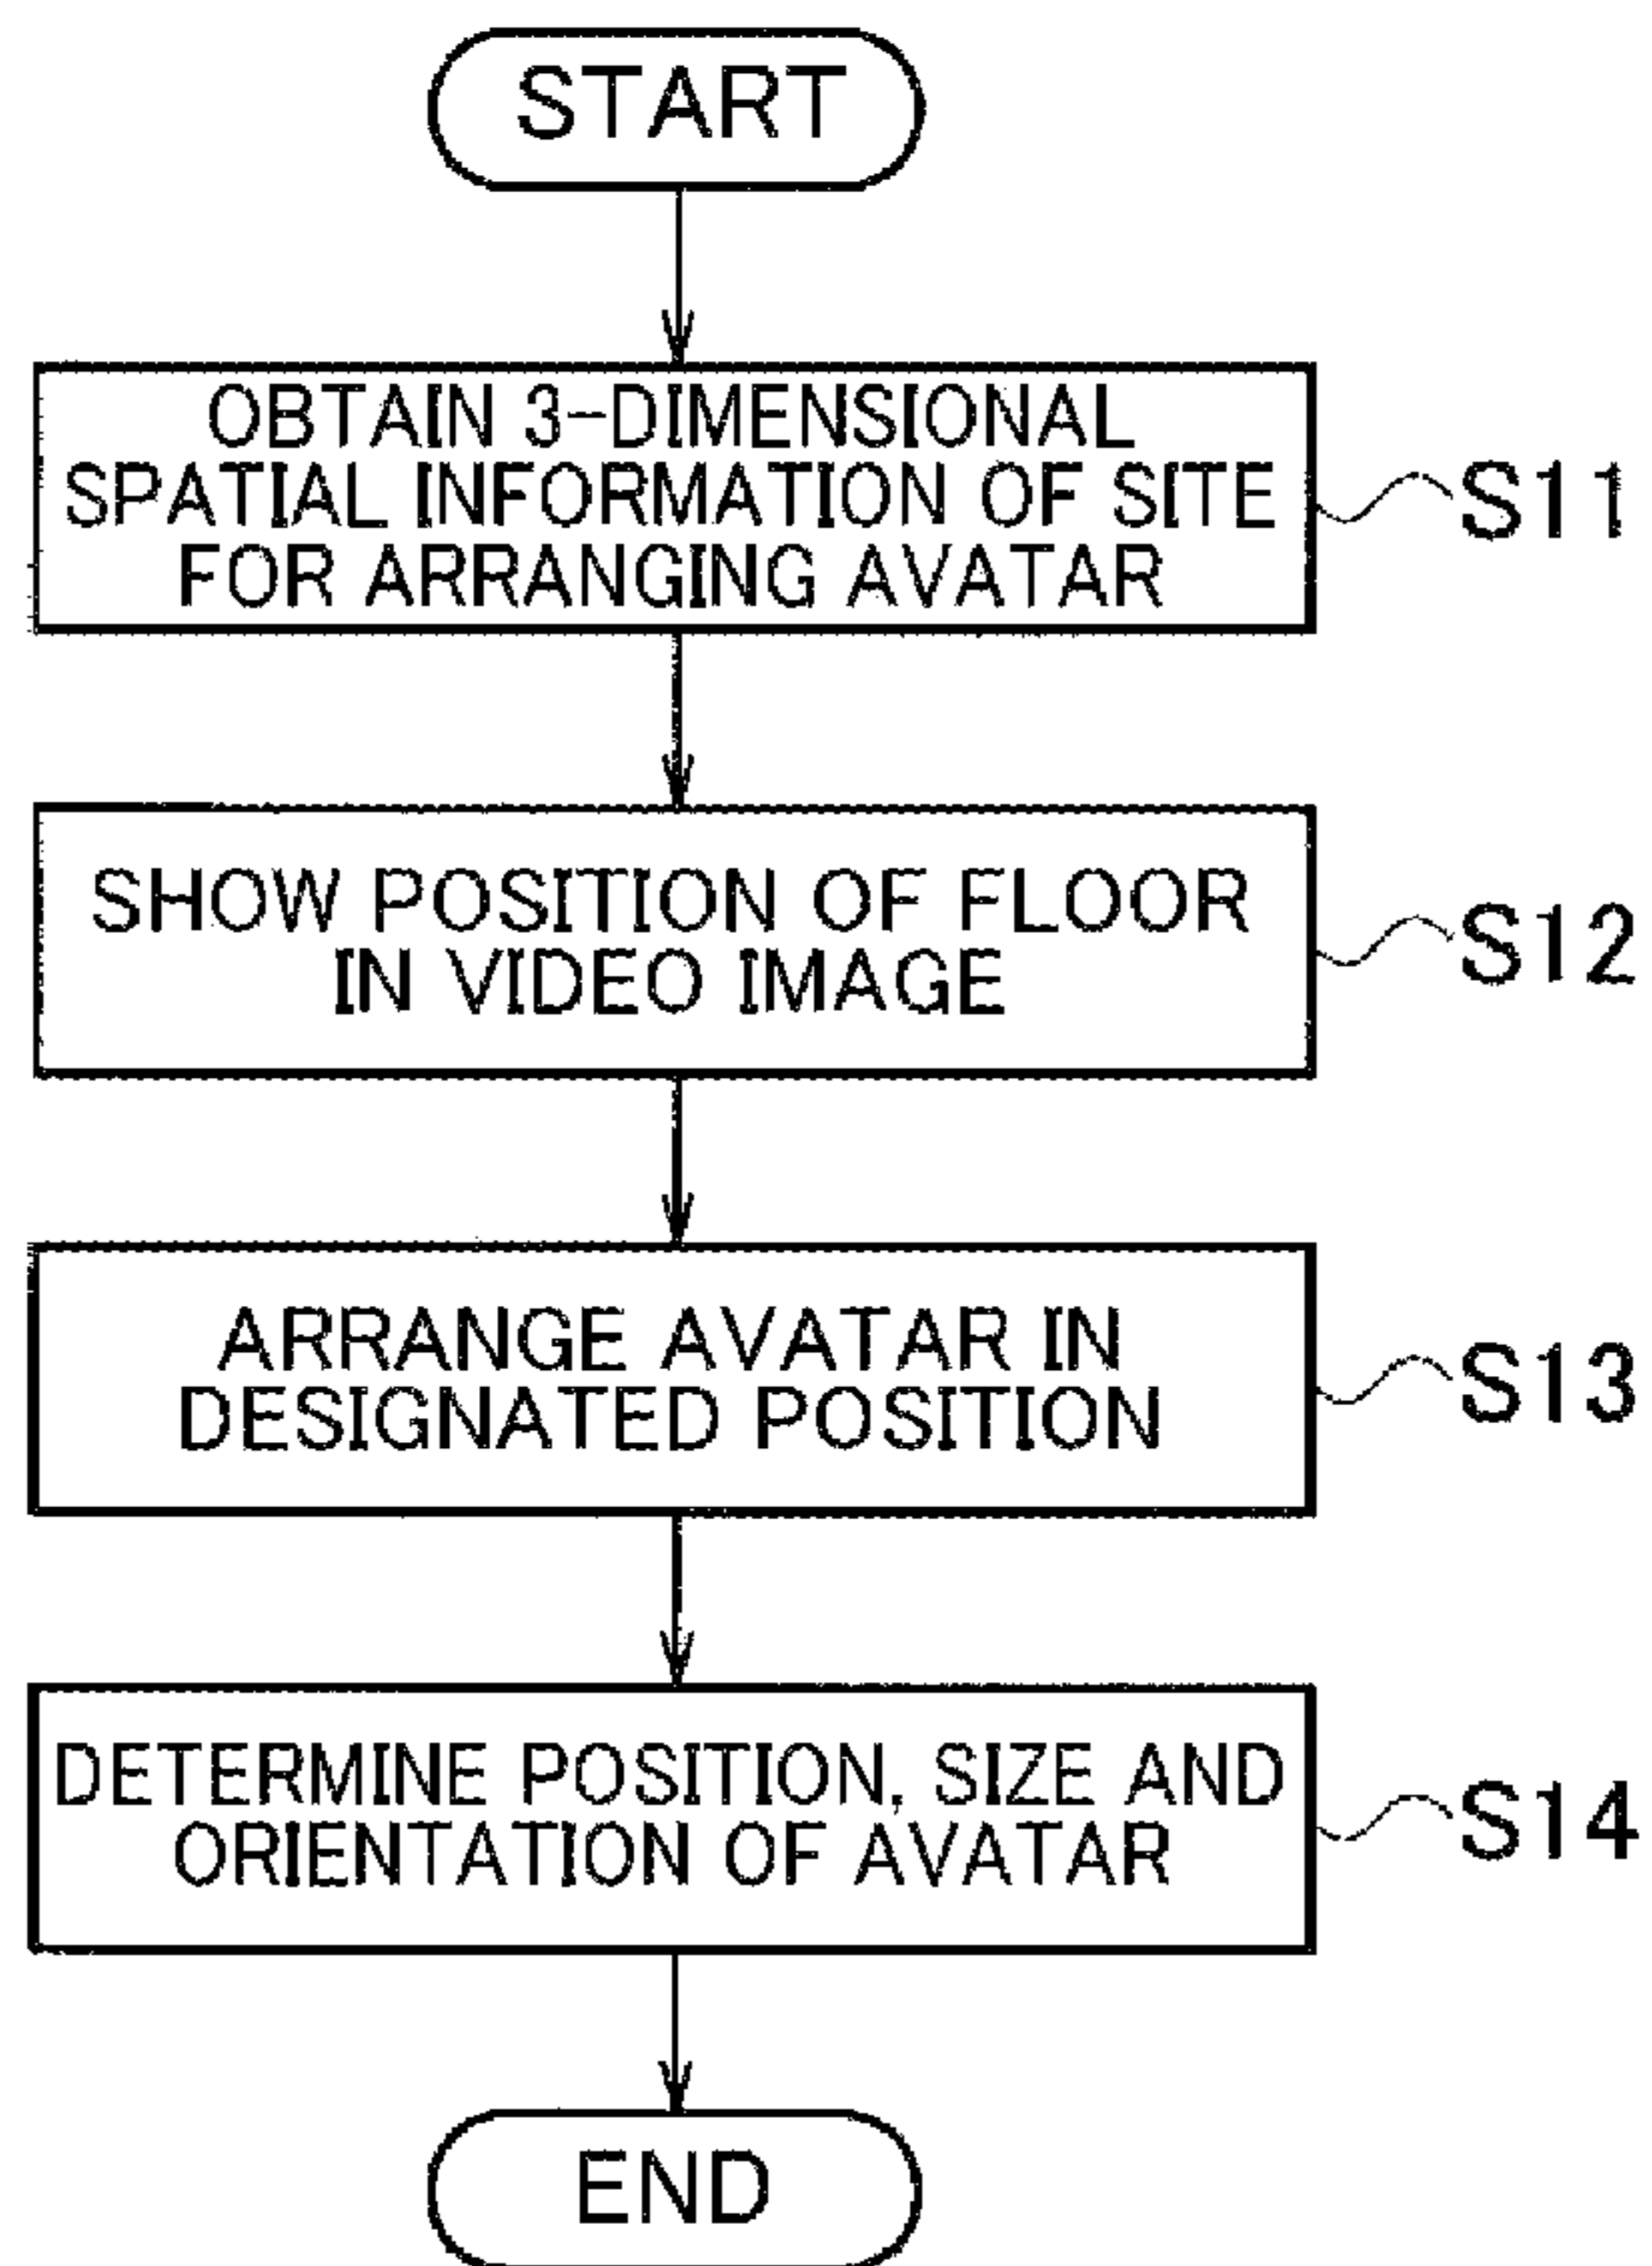 START
OBTAIN 3-DIMENSIONAL
SPATIAL INFORMATION OF SITE
FOR ARRANGING AVATAR
S11
SHOW POSITION OF FLOOR
IN VIDEO IMAGE
S12
ARRANGE AVATAR IN
DESIGNATED POSITION
S13
DETERMINE POSITION, SIZE AND
ORIENTATION OF AVATAR
S14
END